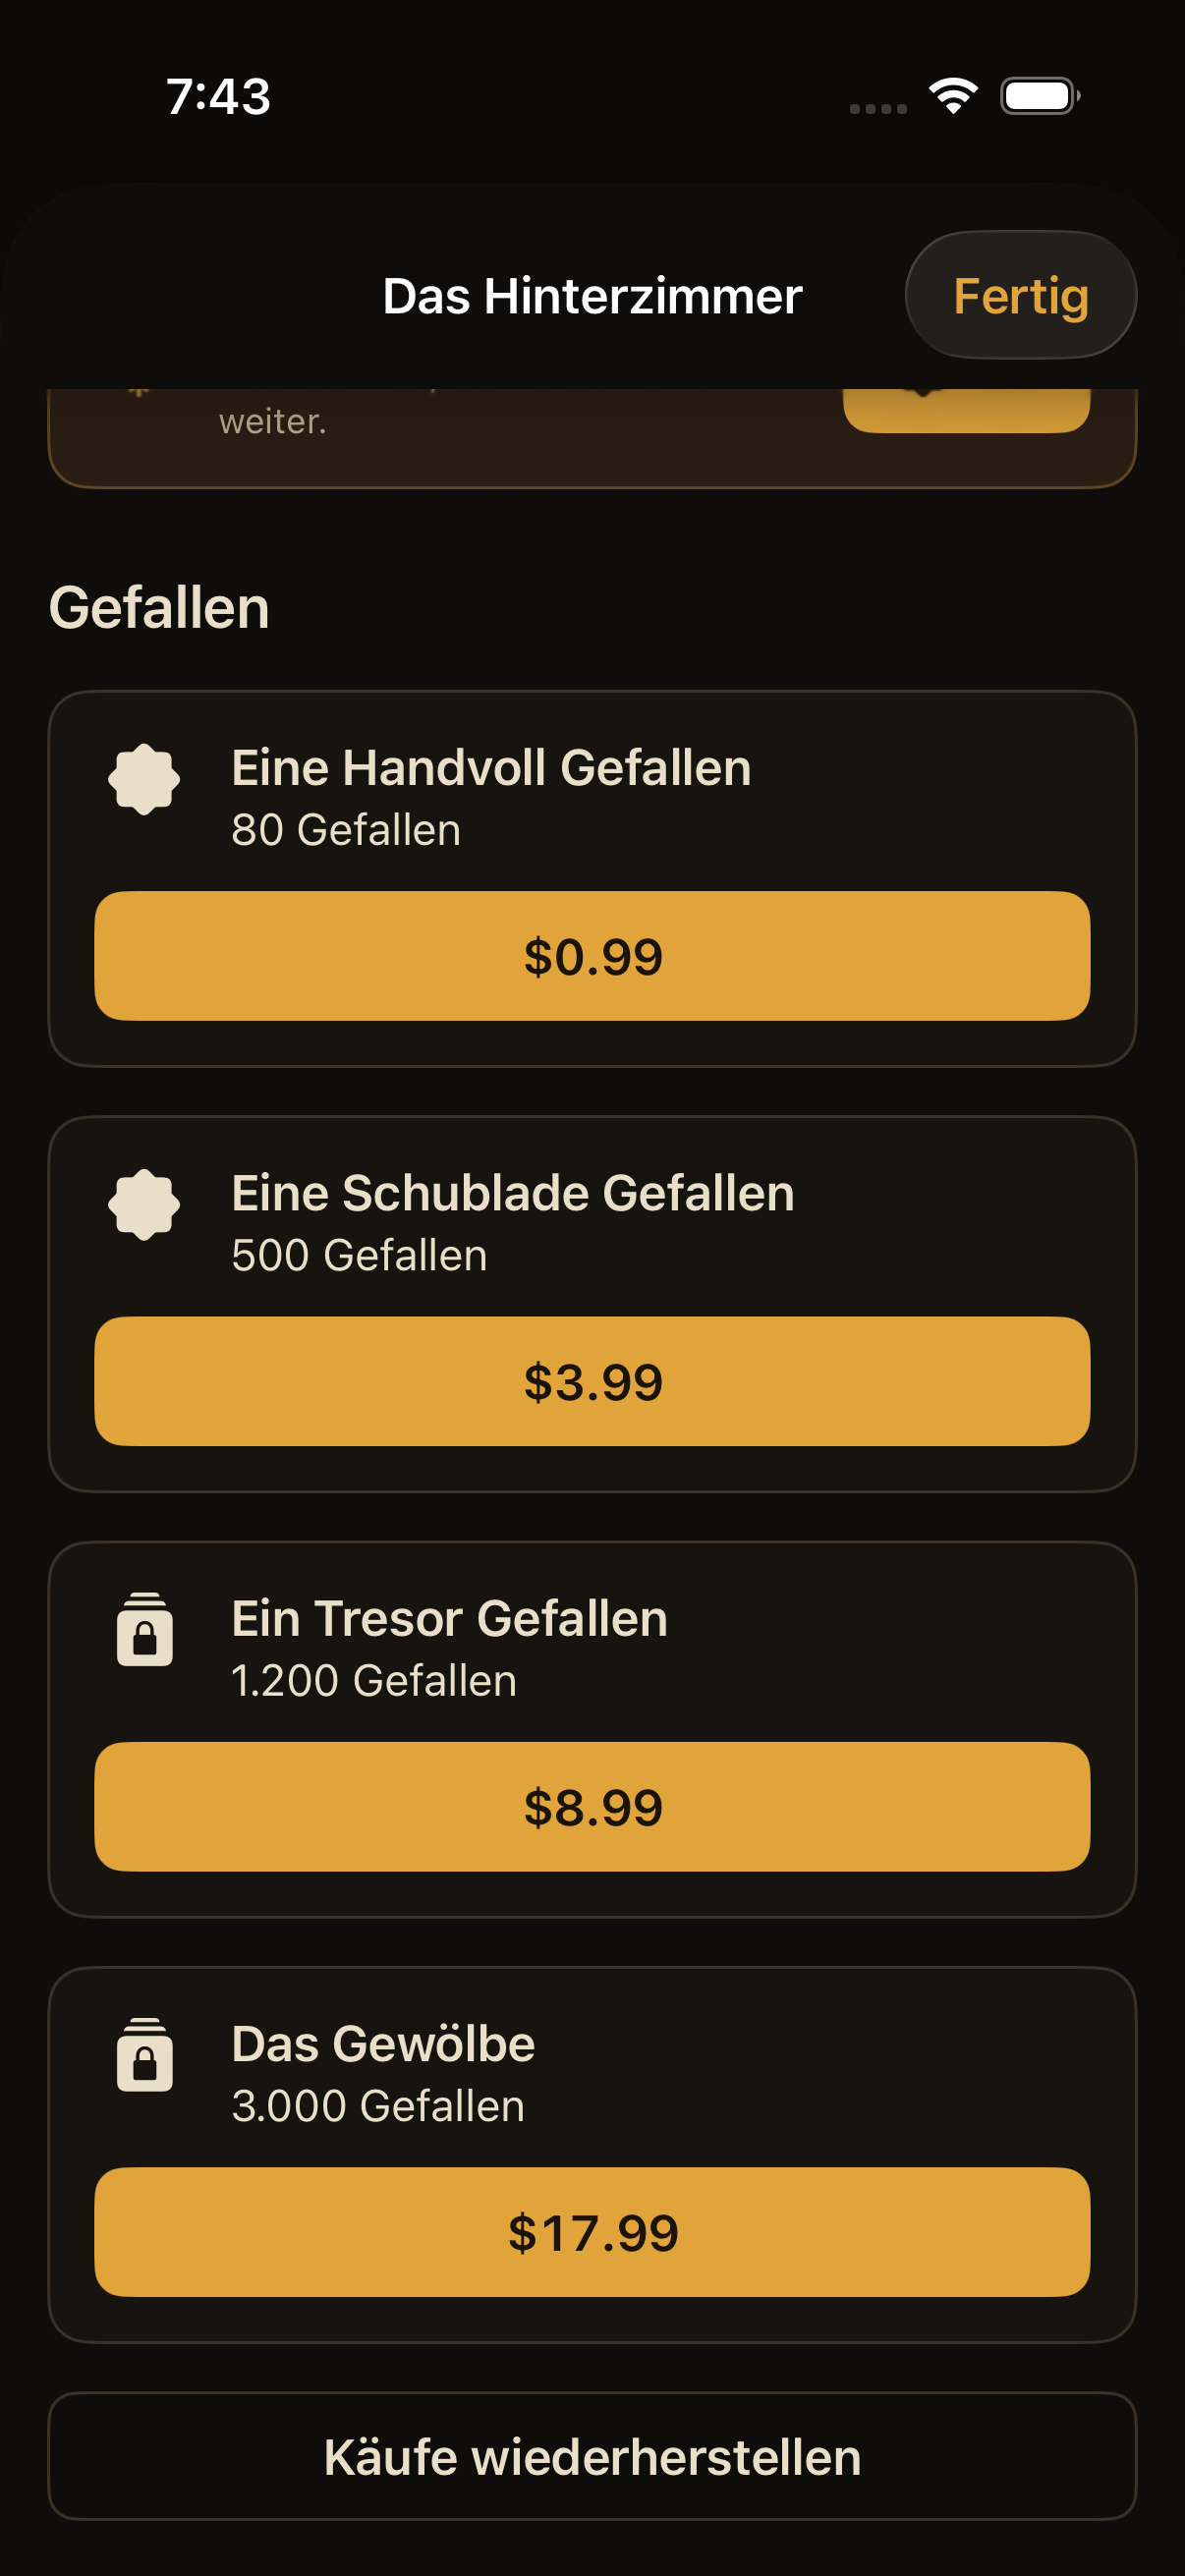 7:43
Das Hinterzimmer
Fertig
weiter.
Gefallen
Eine Handvoll Gefallen
80 Gefallen
$0.99
Eine Schublade Gefallen
500 Gefallen
$3.99
Ein Tresor Gefallen
1.200 Gefallen
$8.99
Das Gewölbe
3.000 Gefallen
$17.99
Käufe wiederherstellen